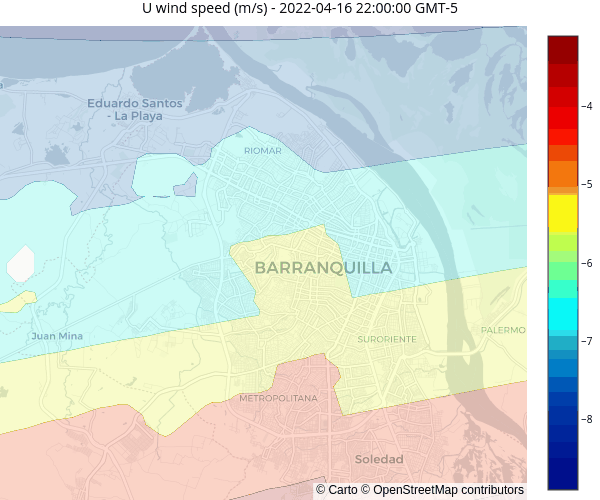 U wind speed (m/s) - 2022-04-16 22:00:00 GMT-5
Eduardo Santos
- La Playa
RIOMAR
BARRANQUILLA
Juan Mina
SURORIENTE
PALERMO
METROPOLITANA
Soledad
© Carto © OpenStreetMap contributors
−4
−5
−6
−7
−8